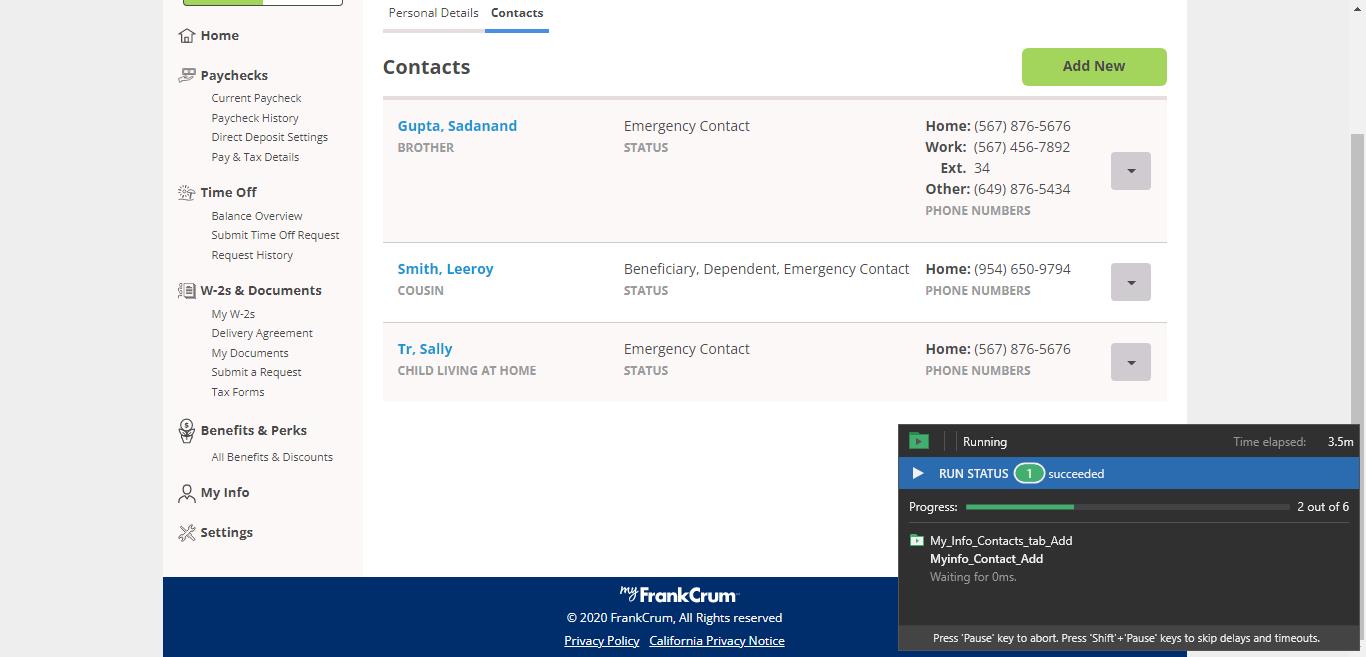 Personal Details Contacts
Home
Contacts
Add New
Paychecks
Current Paycheck
Paycheck History
Direct Deposit Settings
Pay & Tax Details
Time Off
Balance Overview
Submit Time Off Request
Request History
W-2s & Documents
My W-2s
Delivery Agreement
My Documents
Submit a Request
Tax Forms
Benefits & Perks
All Benefits & Discounts
My Info
Settings
Gupta, Sadanand
BROTHER
Emergency Contact
STATUS
Home: (567) 876-5676
Work: (567) 456-7892
Ext. 34
Other: (649) 876-5434
PHONE NUMBERS
Smith, Leeroy
COUSIN
Beneficiary, Dependent, Emergency Contact
STATUS
Home: (954) 650-9794
PHONE NUMBERS
Tr, Sally
CHILD LIVING AT HOME
Emergency Contact
STATUS
Home: (567) 876-5676
PHONE NUMBERS
Running Time elapsed: 3.5m
RUN STATUS 1 succeeded
Progress: 2 out of 6
My_Info_Contacts_tab_Add
Myinfo_Contact_Add
Waiting for 0ms.
Press 'Pause' key to abort. Press 'Shift'+'Pause' keys to skip delays and timeouts.
myFrankCrum
© 2020 FrankCrum, All Rights reserved
Privacy Policy California Privacy Notice